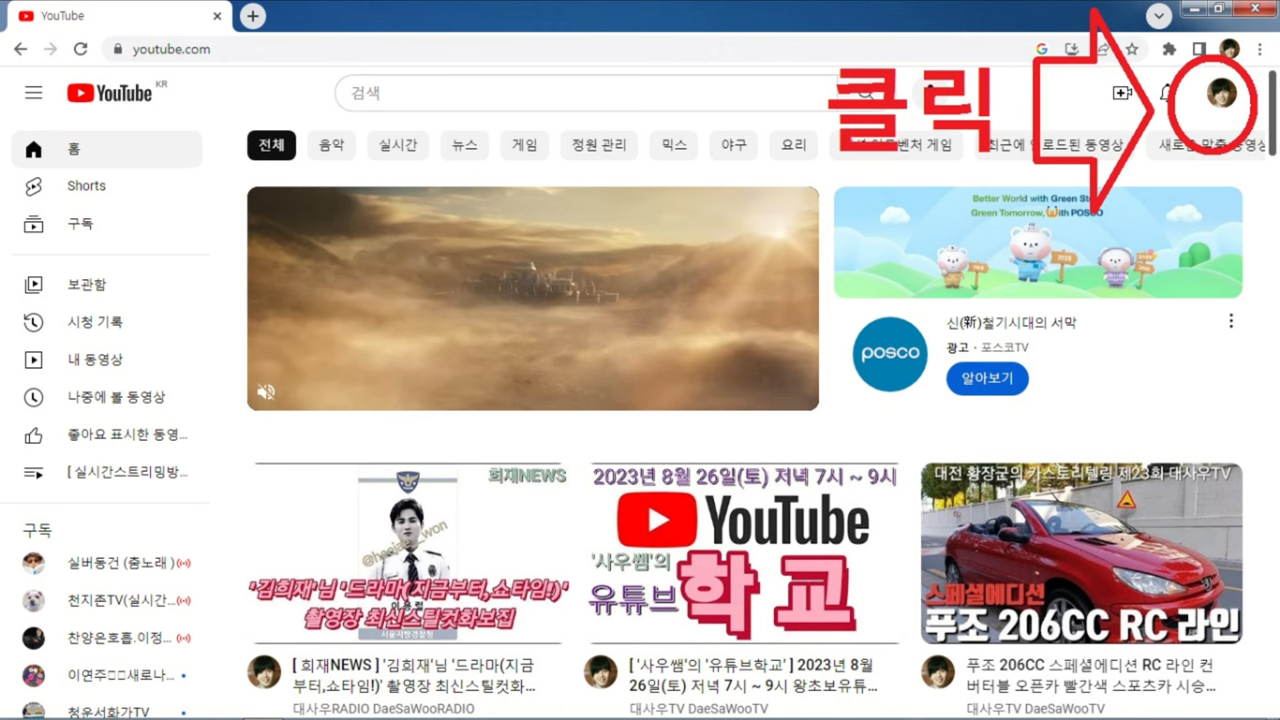 YouTube
youtube.com
YouTube KR
검색
클릭
전체
음악
실시간
뉴스
게임
정원 관리
믹스
야구
요리
벤처 게임
최근에 업로드된 동영상
새로운 맞춤 동영상
홈
Shorts
구독
보관함
시청 기록
내 동영상
나중에 볼 동영상
좋아요 표시한 동영...
[ 실시간스트리밍방...
구독
실버동건 (춤노래 )
천지즌TV(실시간...
찬양은호흡.이정...
이연주□□새로나...
청운서화가TV
Better World with Green St
Green Tomorrow, With POSCO
posco
신(新)철기시대의 서막
광고 · 포스코TV
알아보기
희재NEWS
'김희재'님 '드라마(지금부터,쇼타임!)'
촬영장 최신스틸컷화보집
서울지방경찰청
[ 희재NEWS ] '김희재'님 '드라마(지금
부터,쇼타임!)' 촬영장 최신스틸컷화...
대사우RADIO DaeSaWooRADIO
2023년 8월 26일(토) 저녁 7시 ~ 9시
YouTube
'사우쌤'의
유튜브학교
[ '사우쌤'의 '유튜브학교' ] 2023년 8월
26일(토) 저녁 7시 ~ 9시 왕초보유튜...
대사우TV DaeSaWooTV
대전 황장군의 카스토리텔링 제23회 대사우TV
스페셜에디션
푸조 206CC RC 라인
푸조 206CC 스페셜에디션 RC 라인 컨
버터블 오픈카 빨간색 스포츠카 시승...
대사우TV DaeSaWooTV